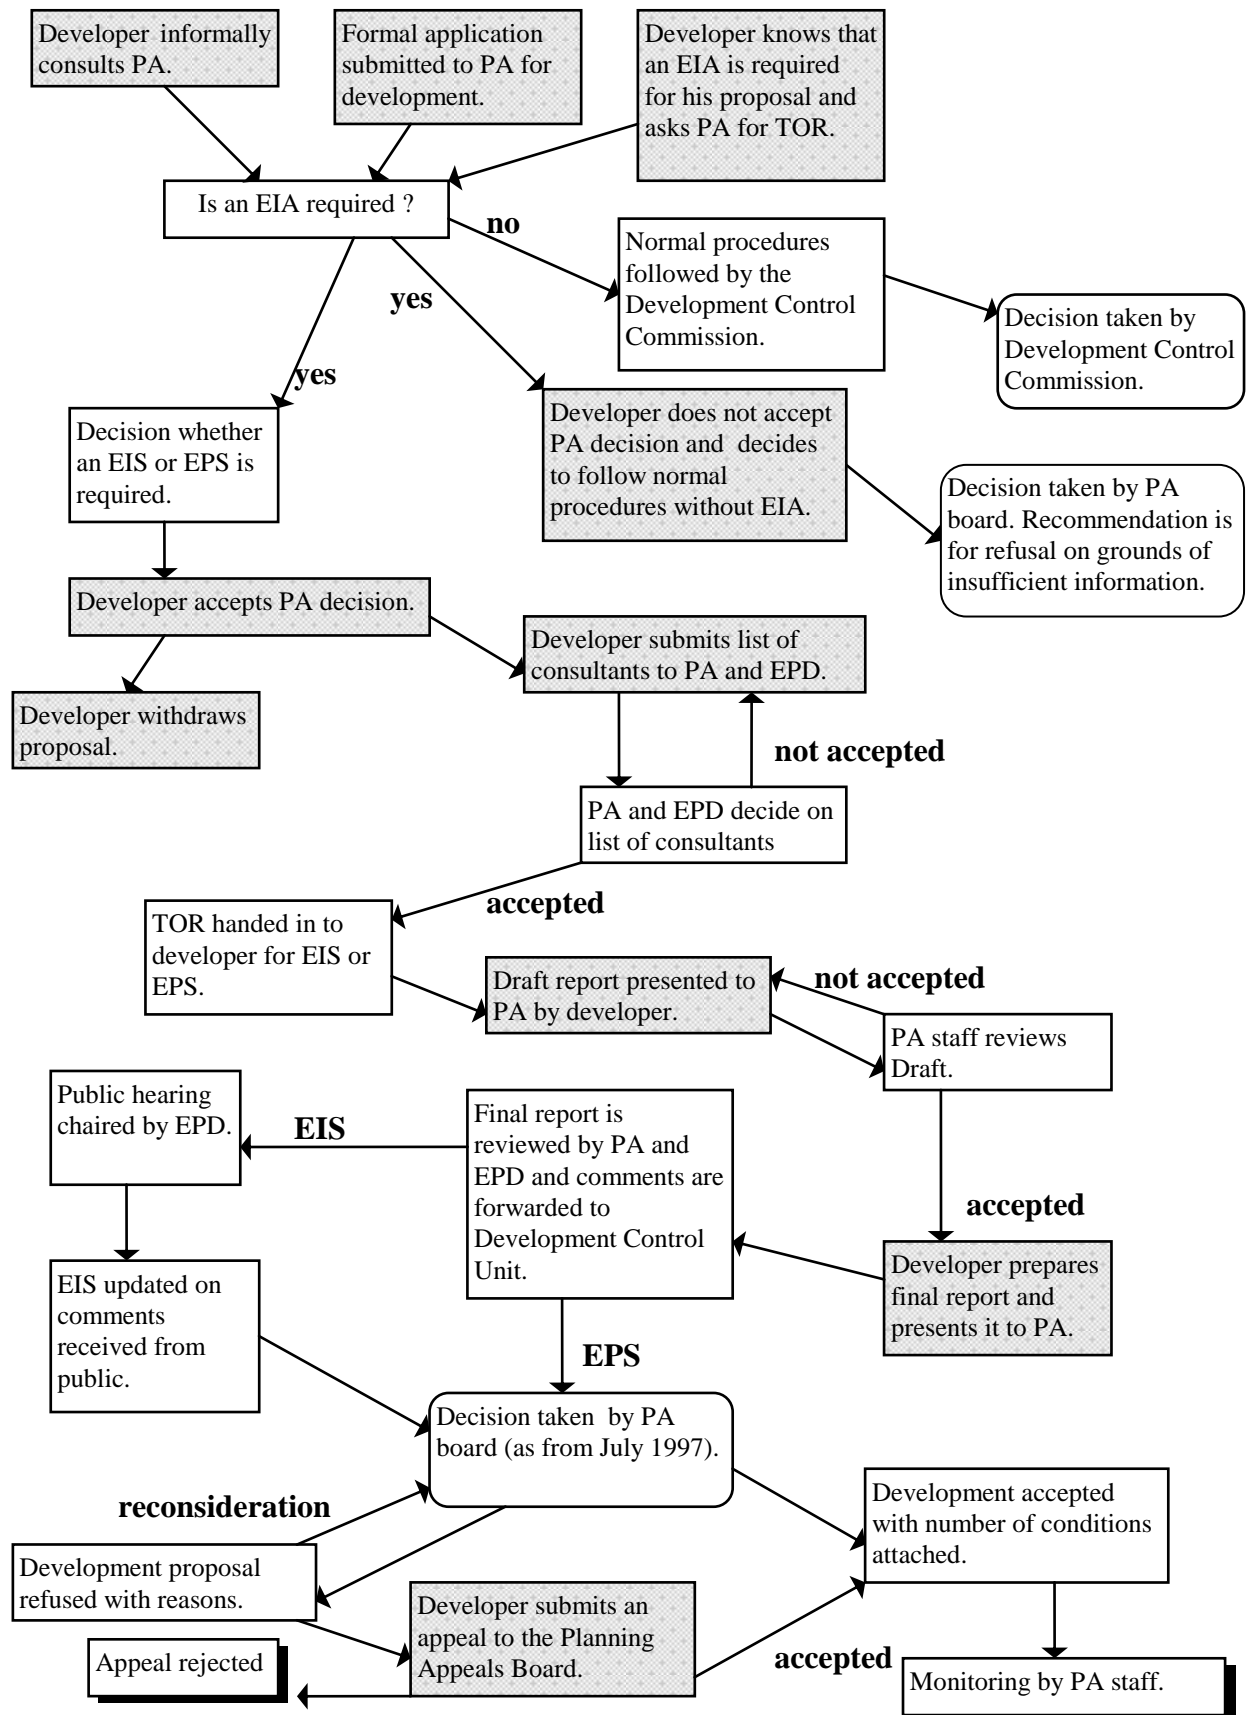 Developer informally
consults PA.
Formal application
submitted to PA for
development.
Developer knows that
an EIA is required
for his proposal and
asks PA for TOR.
Is an EIA required ?
no
Normal procedures
followed by the
Development Control
Commission.
Decision taken by
Development Control
Commission.
yes
yes
Developer does not accept
PA decision and decides
to follow normal
procedures without EIA.
Decision taken by PA
board. Recommendation is
for refusal on grounds of
insufficient information.
Decision whether
an EIS or EPS is
required.
Developer accepts PA decision.
Developer submits list of
consultants to PA and EPD.
Developer withdraws
proposal.
not accepted
PA and EPD decide on
list of consultants
accepted
TOR handed in to
developer for EIS or
EPS.
Draft report presented to
PA by developer.
not accepted
PA staff reviews
Draft.
Public hearing
chaired by EPD.
EIS
Final report is
reviewed by PA and
EPD and comments are
forwarded to
Development Control
Unit.
accepted
Developer prepares
final report and
presents it to PA.
EIS updated on
comments
received from
public.
EPS
Decision taken by PA
board (as from July 1997).
reconsideration
Development accepted
with number of conditions
attached.
Development proposal
refused with reasons.
Developer submits an
appeal to the Planning
Appeals Board.
accepted
Appeal rejected
Monitoring by PA staff.